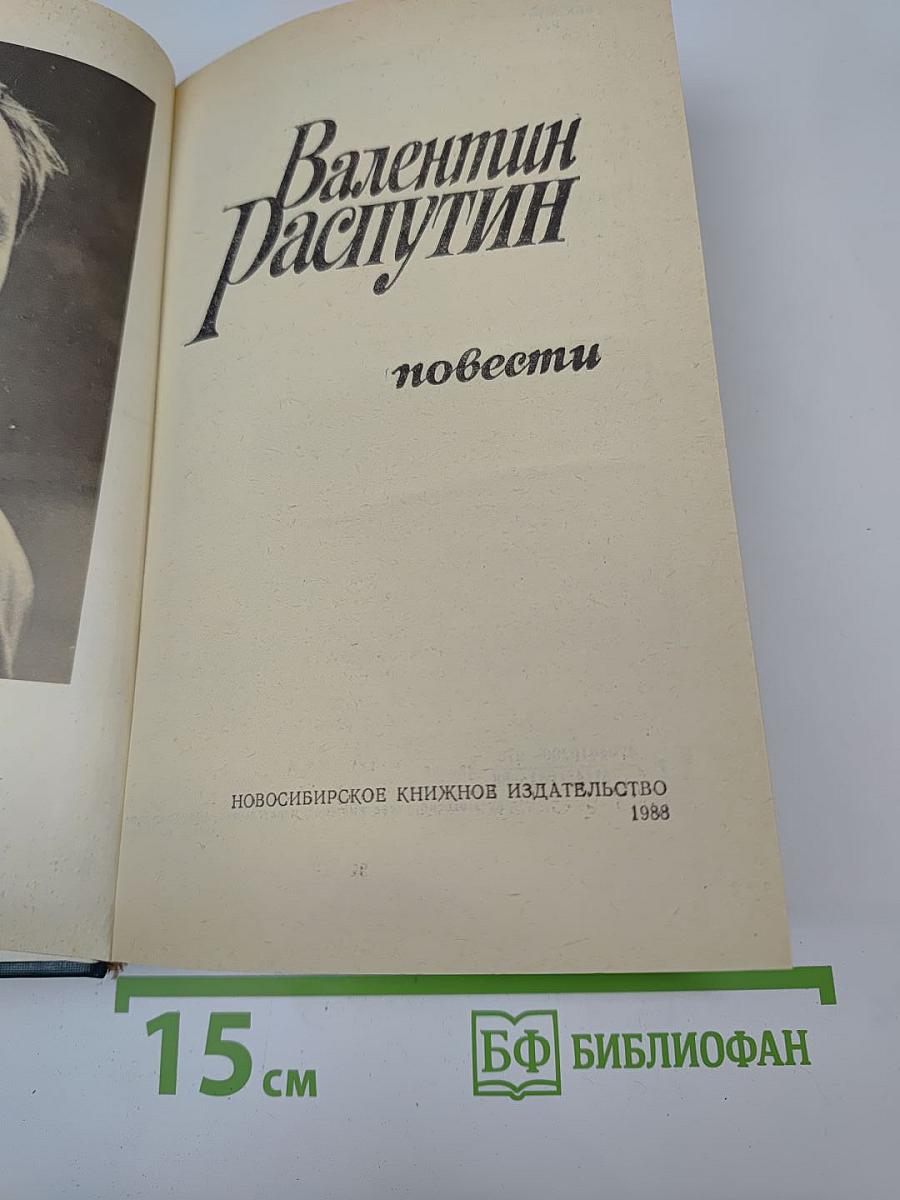 Валентин
Распутин
повести
НОВОСИБИРСКОЕ КНИЖНОЕ ИЗДАТЕЛЬСТВО
1988
15 см
БФ БИБЛИОФАН